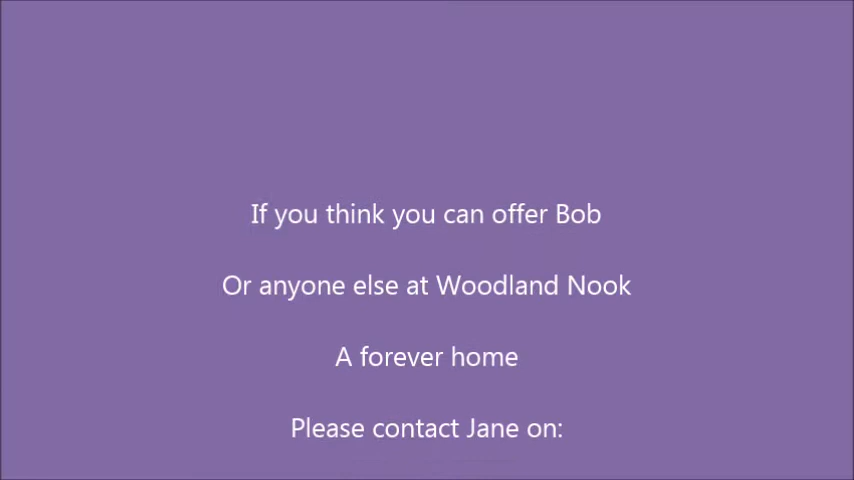 If you think you can offer Bob
Or anyone else at Woodland Nook
A forever home
Please contact Jane on: